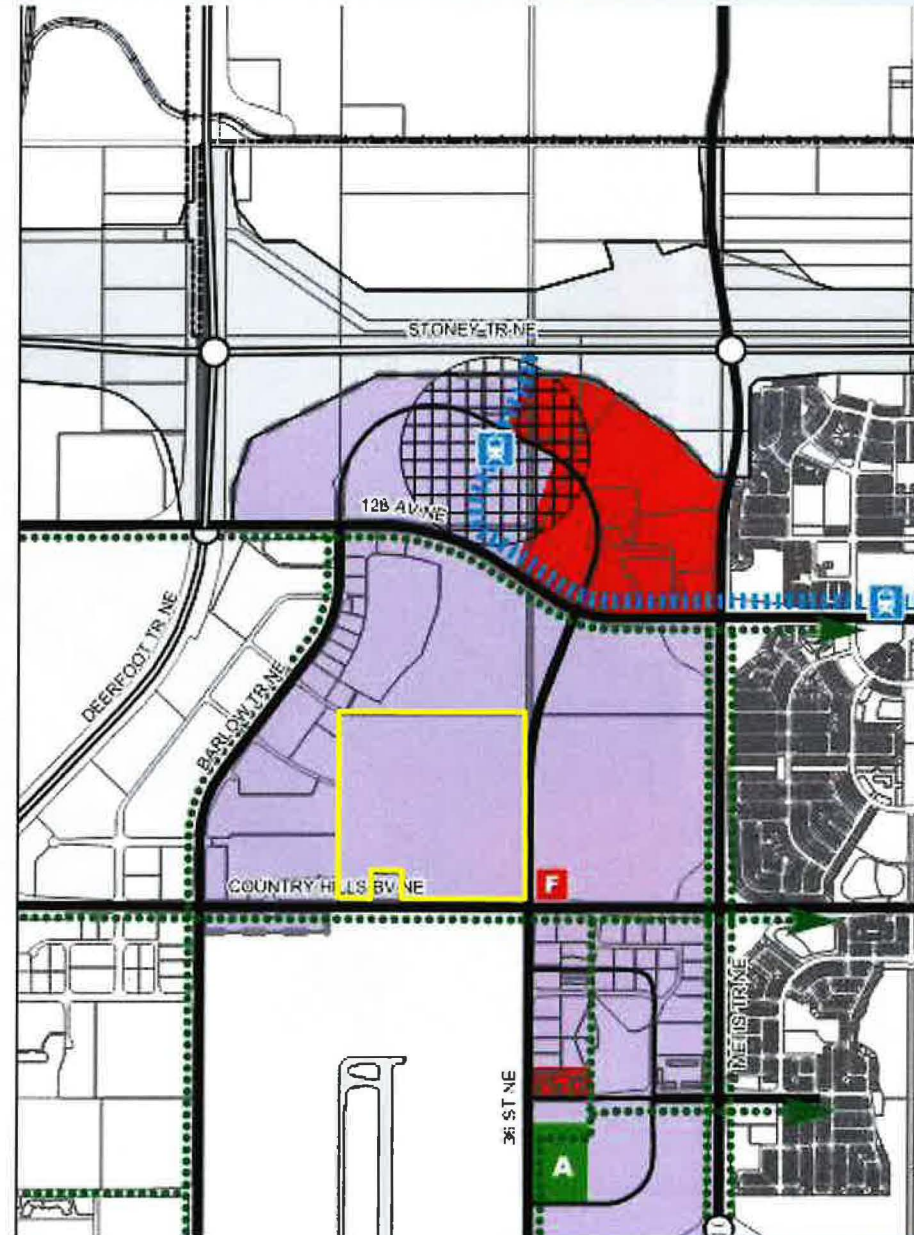 STONEY TR NE
128 AV NE
DEERFOOT TR NE
BARLOW TR NE
COUNTRY HILLS BV NE
F
METIS TR NE
36 ST NE
A